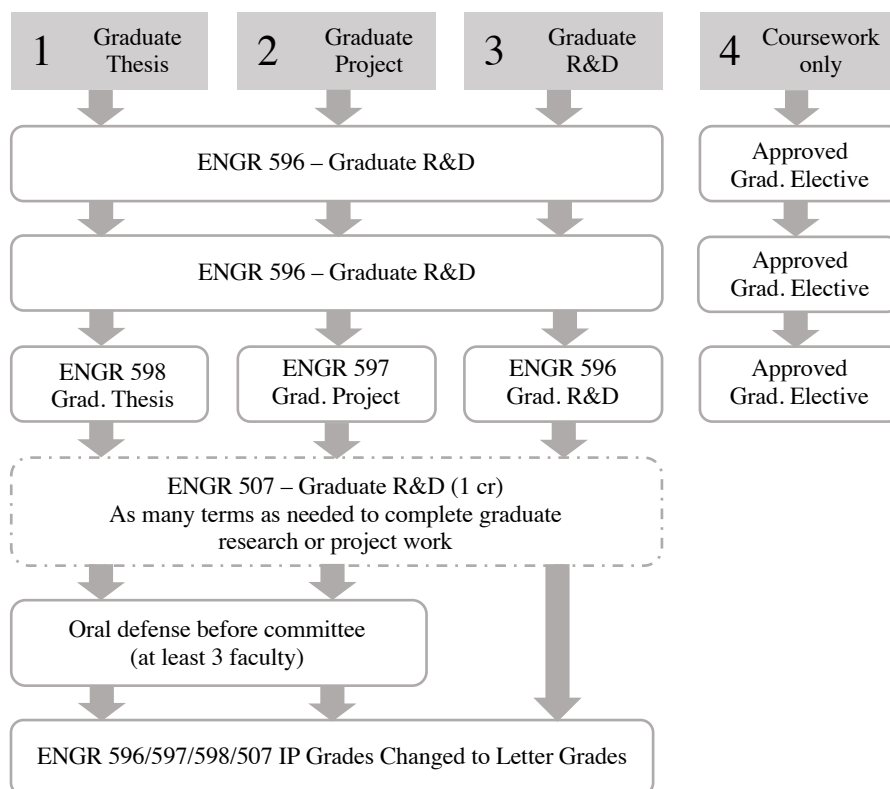 1 Graduate
Thesis
2 Graduate
Project
3 Graduate
R&D
4 Coursework
only
ENGR 596 – Graduate R&D
Approved
Grad. Elective
ENGR 596 – Graduate R&D
Approved
Grad. Elective
ENGR 598
Grad. Thesis
ENGR 597
Grad. Project
ENGR 596
Grad. R&D
Approved
Grad. Elective
ENGR 507 – Graduate R&D (1 cr)
As many terms as needed to complete graduate
research or project work
Oral defense before committee
(at least 3 faculty)
ENGR 596/597/598/507 IP Grades Changed to Letter Grades